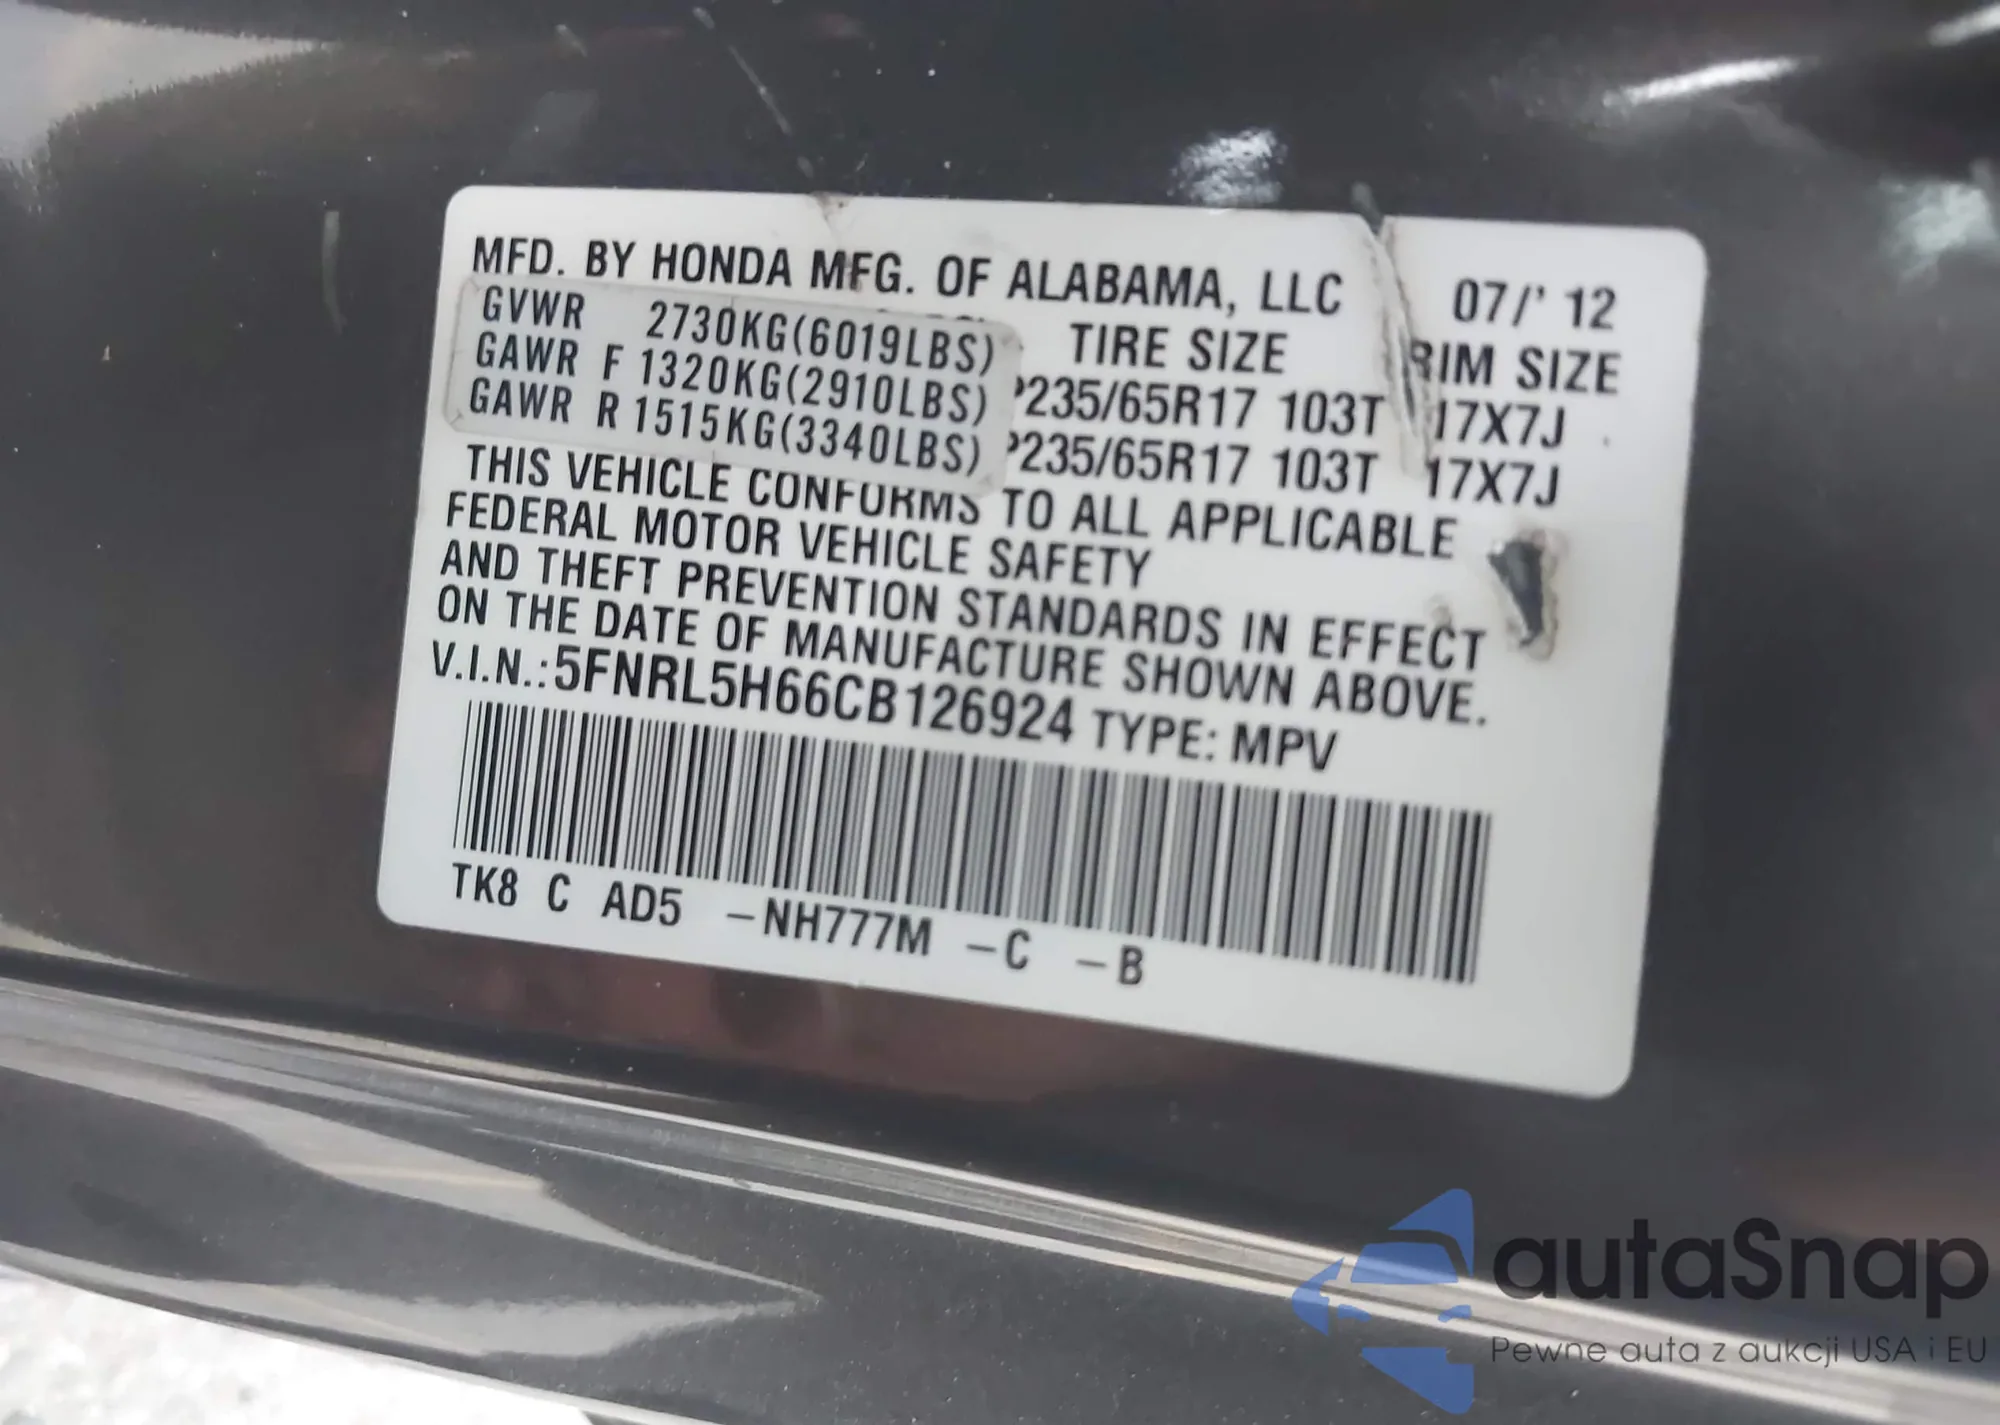 MFD. BY HONDA MFG. OF ALABAMA, LLC 07/' 12
TIRE SIZE RIM SIZE
GVWR 2730KG(6019LBS)
GAWR F 1320KG(2910LBS) P235/65R17 103T 17X7J
GAWR R 1515KG(3340LBS) P235/65R17 103T 17X7J
THIS VEHICLE CONFORMS TO ALL APPLICABLE
FEDERAL MOTOR VEHICLE SAFETY
AND THEFT PREVENTION STANDARDS IN EFFECT
ON THE DATE OF MANUFACTURE SHOWN ABOVE.
V.I.N.: 5FNRL5H66CB126924 TYPE: MPV
TK8 C AD5 -NH777M -C -B
autaSnap
Pewne auta z aukcji USA i EU